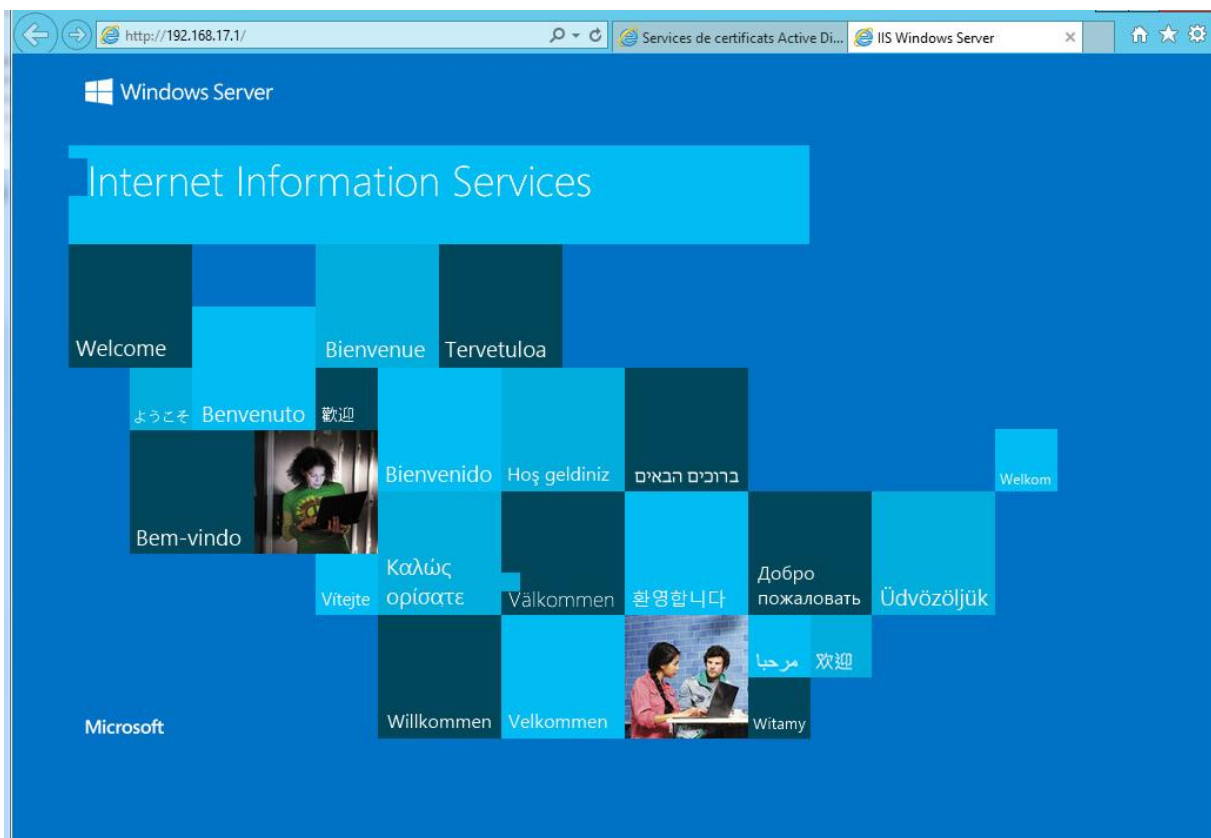 http://192.168.17.1/
Services de certificats Active Di...
IIS Windows Server
Windows Server
Internet Information Services
Welcome
Bienvenue
Tervetuloa
ようこそ
Benvenuto
歡迎
Bienvenido
Hoş geldiniz
ברוכים הבאים
Welkom
Bem-vindo
Vítejte
Καλώς
ορίσατε
Välkommen
환영합니다
Добро
пожаловать
Üdvözöljük
مرحبا
欢迎
Microsoft
Willkommen
Velkommen
Witamy